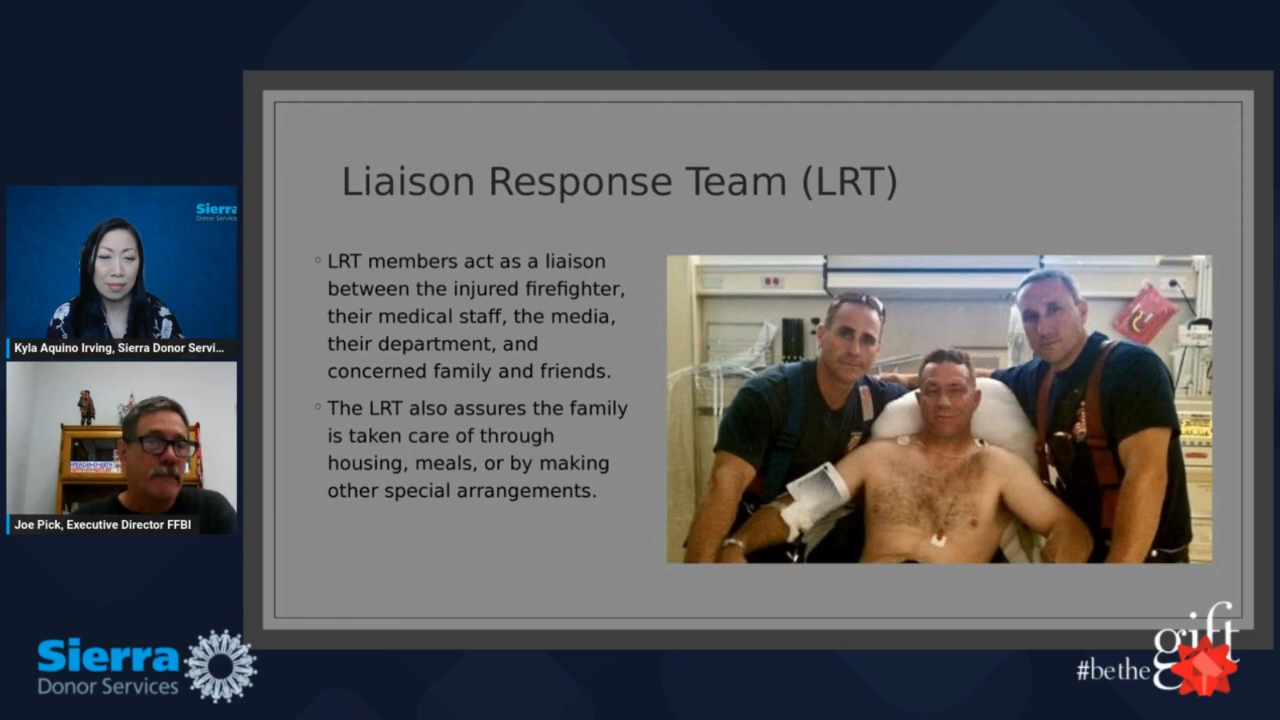 Liaison Response Team (LRT)
LRT members act as a liaison
between the injured firefighter,
their medical staff, the media,
their department, and
concerned family and friends.
The LRT also assures the family
is taken care of through
housing, meals, or by making
other special arrangements.
Sierra
Donor Services
Kyla Aquino Irving, Sierra Donor Servi...
Joe Pick, Executive Director FFBI
Sierra
Donor Services
#bethe gift